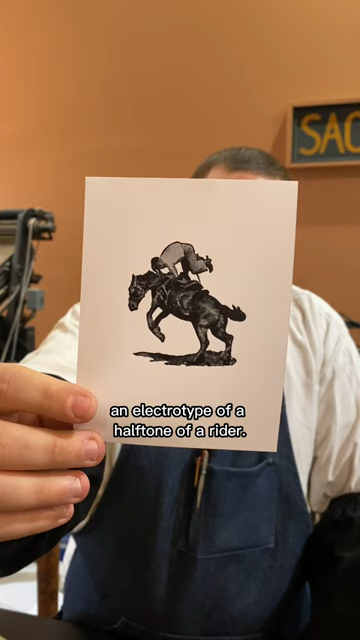 SAC
an electrotype of a
halftone of a rider.